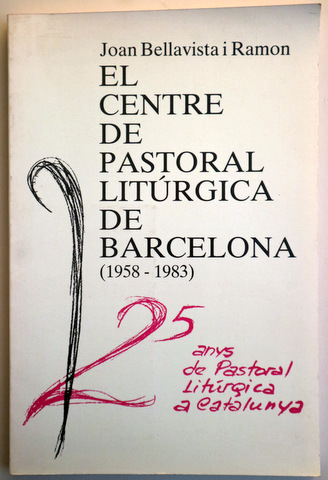 Joan Bellavista i Ramon
EL
CENTRE
DE
PASTORAL
LITÚRGICA
DE
BARCELONA
(1958 - 1983)
25
anys
de Pastoral
Litúrgica
a Catalunya